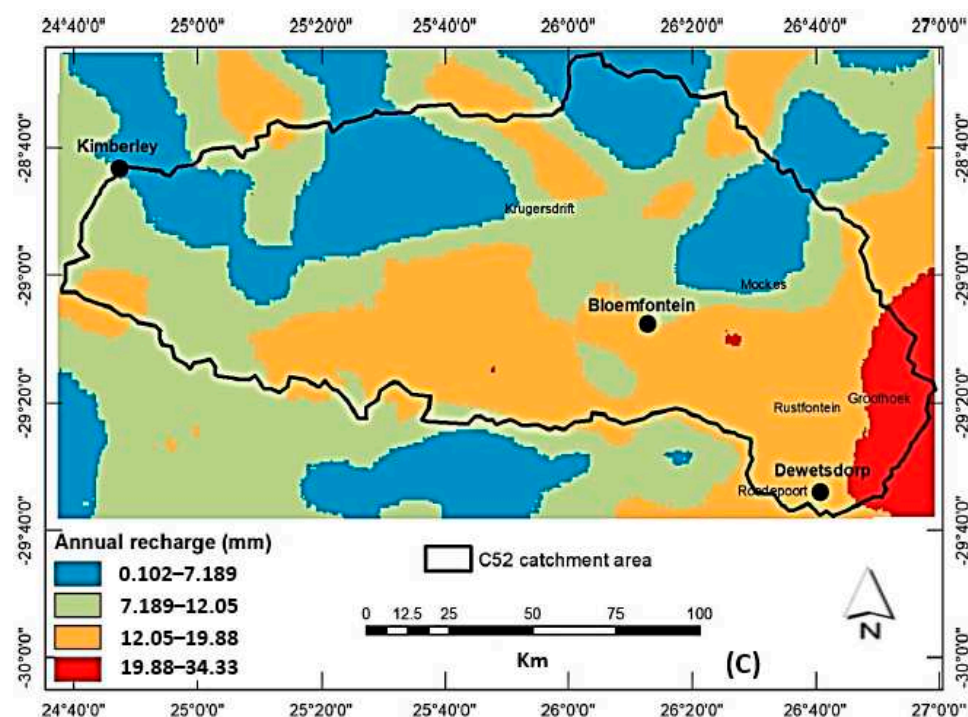 24°40'0" 25°0'0" 25°20'0" 25°40'0" 26°0'0" 26°20'0" 26°40'0" 27°0'0"
-28°40'0" -29°0'0" -29°20'0" -29°40'0" -30°0'0"
Kimberley
Krugersdrift
Mockes
Bloemfontein
Groothoek
Rustfontein
Dewetsdorp
Roodepoort
-28°40'0" -29°0'0" -29°20'0" -29°40'0" -30°0'0"
Annual recharge (mm)
0.102–7.189
7.189–12.05
12.05–19.88
19.88–34.33
C52 catchment area
0 12.5 25 50 75 100
Km
(C)
N
24°40'0" 25°0'0" 25°20'0" 25°40'0" 26°0'0" 26°20'0" 26°40'0" 27°0'0"